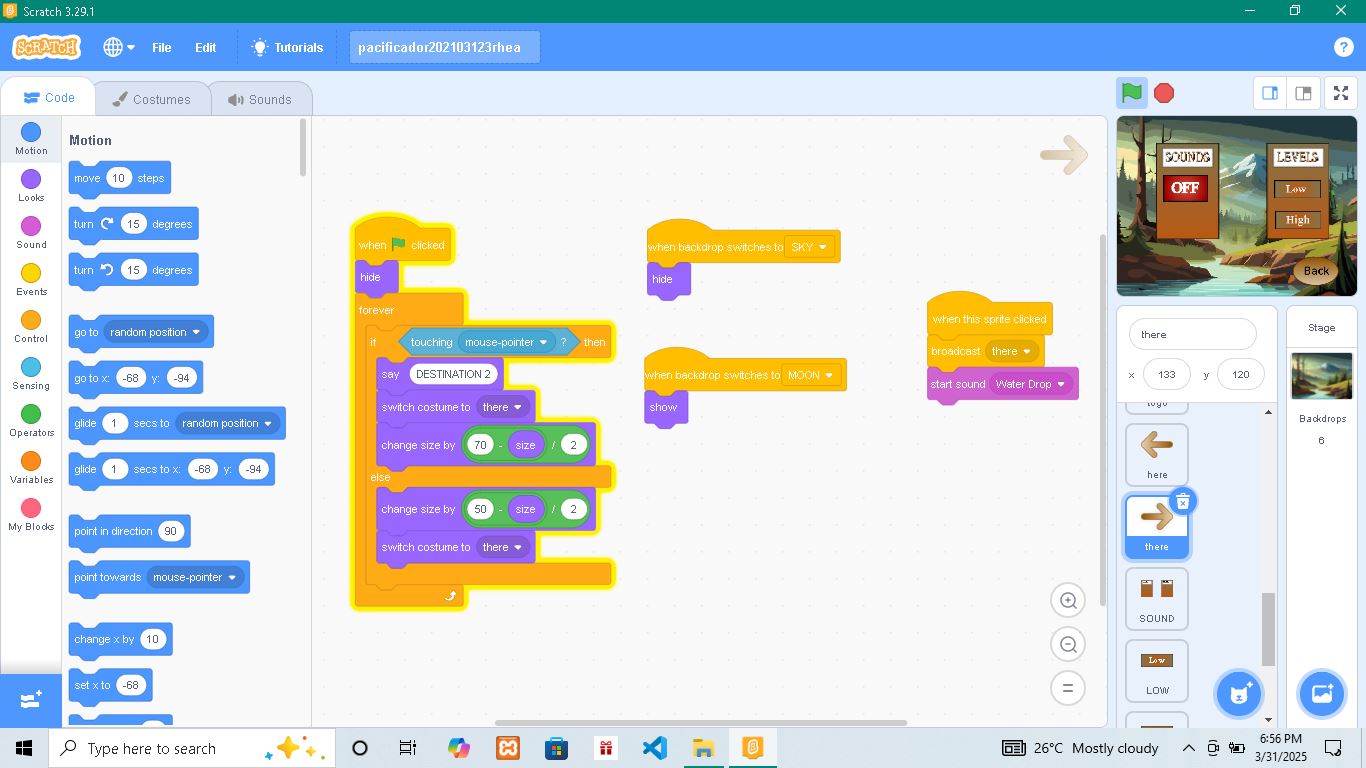 Scratch 3.29.1
SCRATCH
File
Edit
Tutorials
pacificador202103123rhea
?
Code
Costumes
Sounds
Motion
Looks
Sound
Events
Control
Sensing
Operators
Variables
My Blocks
Motion
move 10 steps
turn 15 degrees
turn 15 degrees
go to random position
go to x: -68 y: -94
glide 1 secs to random position
glide 1 secs to x: -68 y: -94
point in direction 90
point towards mouse-pointer
change x by 10
set x to -68
when clicked
hide
forever
if touching mouse-pointer ? then
say DESTINATION 2
switch costume to there
change size by 70 - size / 2
else
change size by 50 - size / 2
switch costume to there
when backdrop switches to SKY
hide
when backdrop switches to MOON
show
when this sprite clicked
broadcast there
start sound Water Drop
SOUNDS
OFF
LEVELS
Low
High
Back
there
x 133 y 120
here
there
SOUND
Low
LOW
Stage
Backdrops
6
Type here to search
26°C Mostly cloudy
6:56 PM
3/31/2025